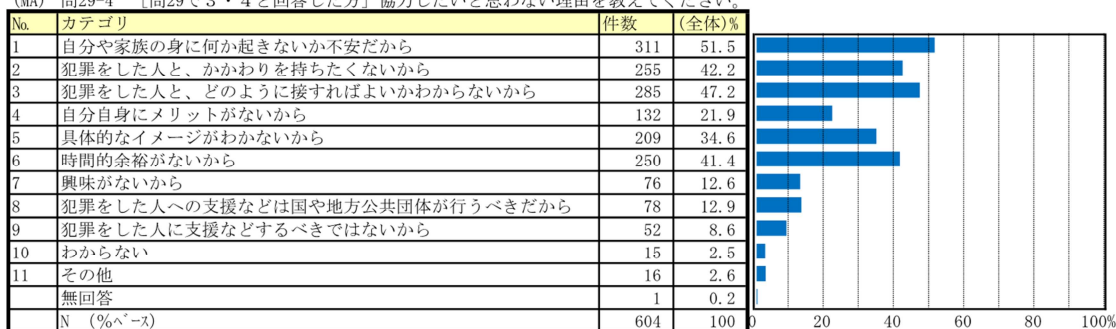 (MA) 問29-4 [問29で3・4と回答した方] 協力したいと思わない理由を教えてください。
No. カテゴリ 件数 (全体)%
1 自分や家族の身に何か起きないか不安だから 311 51.5
2 犯罪をした人と、かかわりを持ちたくないから 255 42.2
3 犯罪をした人と、どのように接すればよいかわからないから 285 47.2
4 自分自身にメリットがないから 132 21.9
5 具体的なイメージがわかないから 209 34.6
6 時間的余裕がないから 250 41.4
7 興味がないから 76 12.6
8 犯罪をした人への支援などは国や地方公共団体が行うべきだから 78 12.9
9 犯罪をした人に支援などするべきではないから 52 8.6
10 わからない 15 2.5
11 その他 16 2.6
無回答 1 0.2
N (%ﾍﾞｰｽ) 604 100
0 20 40 60 80 100%